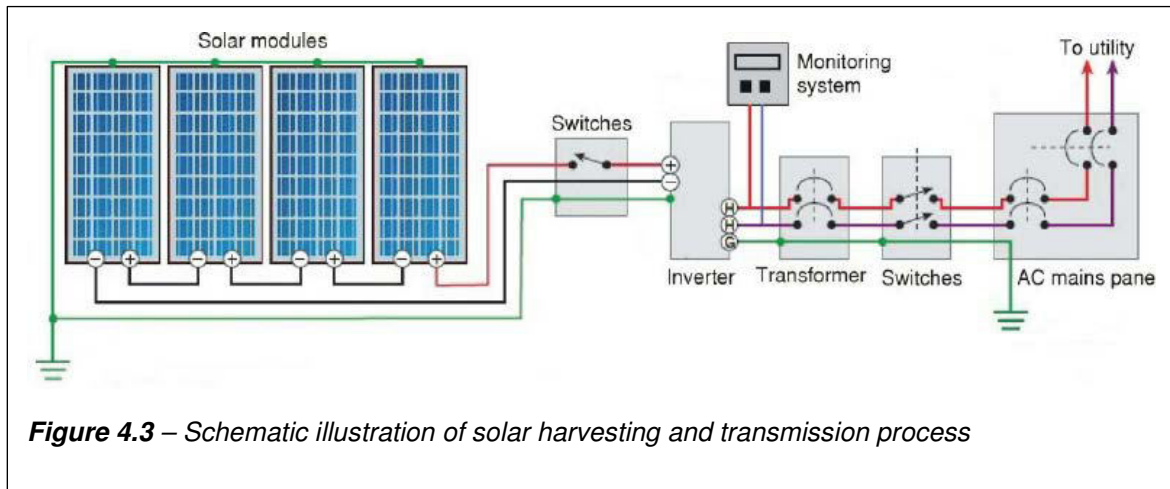 Solar modules
To utility
Monitoring
system
Switches
+
−
H
H
G
− + − + − + − +
Inverter
Transformer
Switches
AC mains pane
Figure 4.3 – Schematic illustration of solar harvesting and transmission process